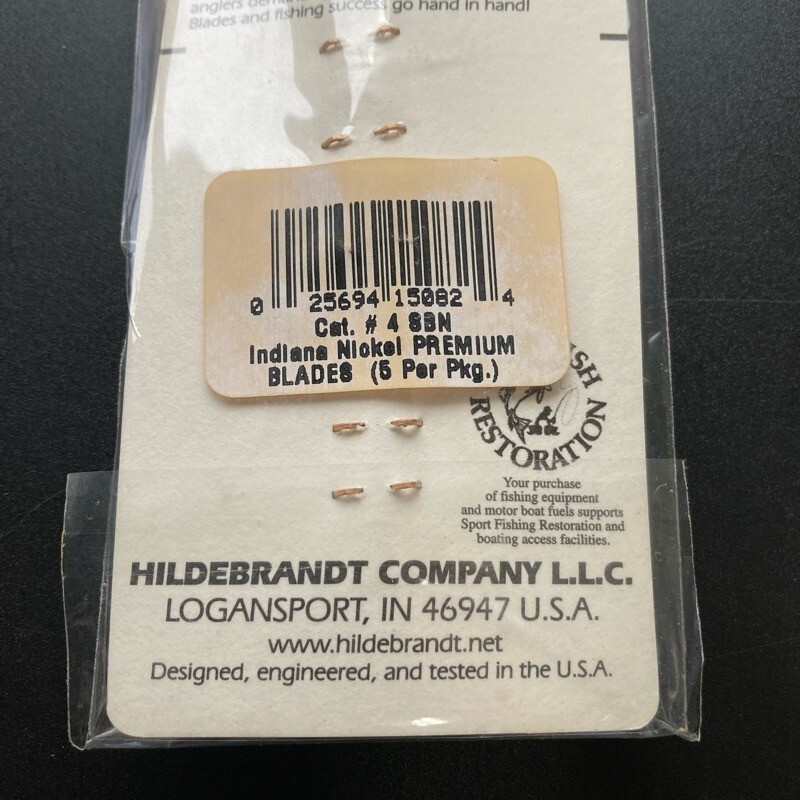 anglers
Blades and fishing success go hand in hand!
0 25694 15082 4
Cat. # 4 SBN
Indiana Nickel PREMIUM
BLADES (5 Per Pkg.)
RESTORATION
Your purchase
of fishing equipment
and motor boat fuels supports
Sport Fishing Restoration and
boating access facilities.
HILDEBRANDT COMPANY L.L.C.
LOGANSPORT, IN 46947 U.S.A.
www.hildebrandt.net
Designed, engineered, and tested in the U.S.A.